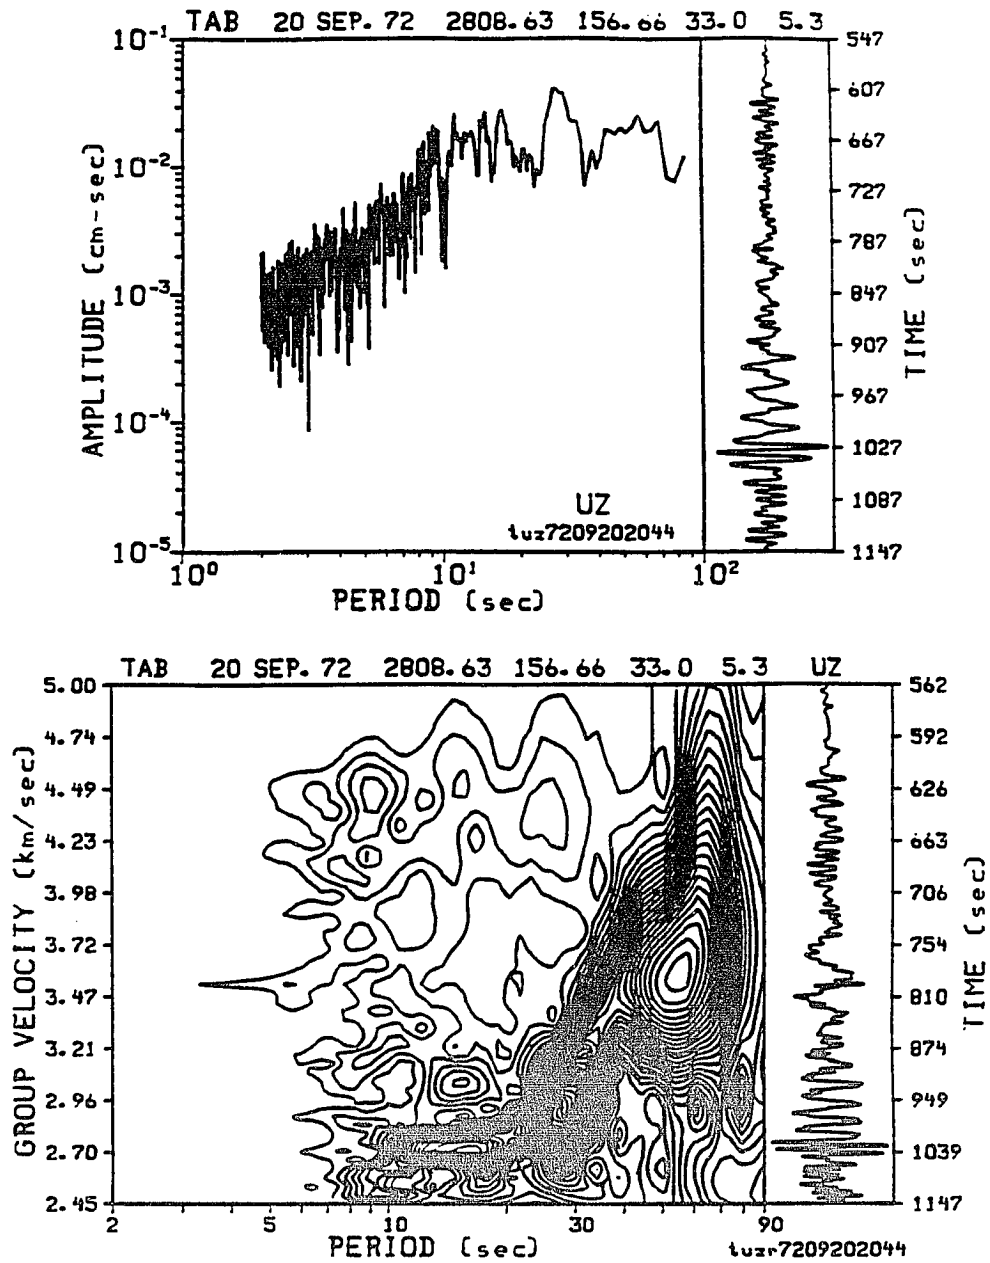 TAB 20 SEP. 72 2808.63 156.66 33.0 5.3
10-1
10-2
10-3
10-4
10-5
AMPLITUDE (cm-sec)
547
607
667
727
787
847
907
967
1027
1087
1147
TIME (sec)
UZ
tuz7209202044
10⁰ 10¹ 10²
PERIOD (sec)
TAB 20 SEP. 72 2808.63 156.66 33.0 5.3 UZ
5.00
4.74
4.49
4.23
3.98
3.72
3.47
3.21
2.96
2.70
2.45
GROUP VELOCITY (km/sec)
562
592
626
663
706
754
810
874
949
1039
1147
TIME (sec)
2 5 10 30 90
PERIOD (sec)
tuzr7209202044